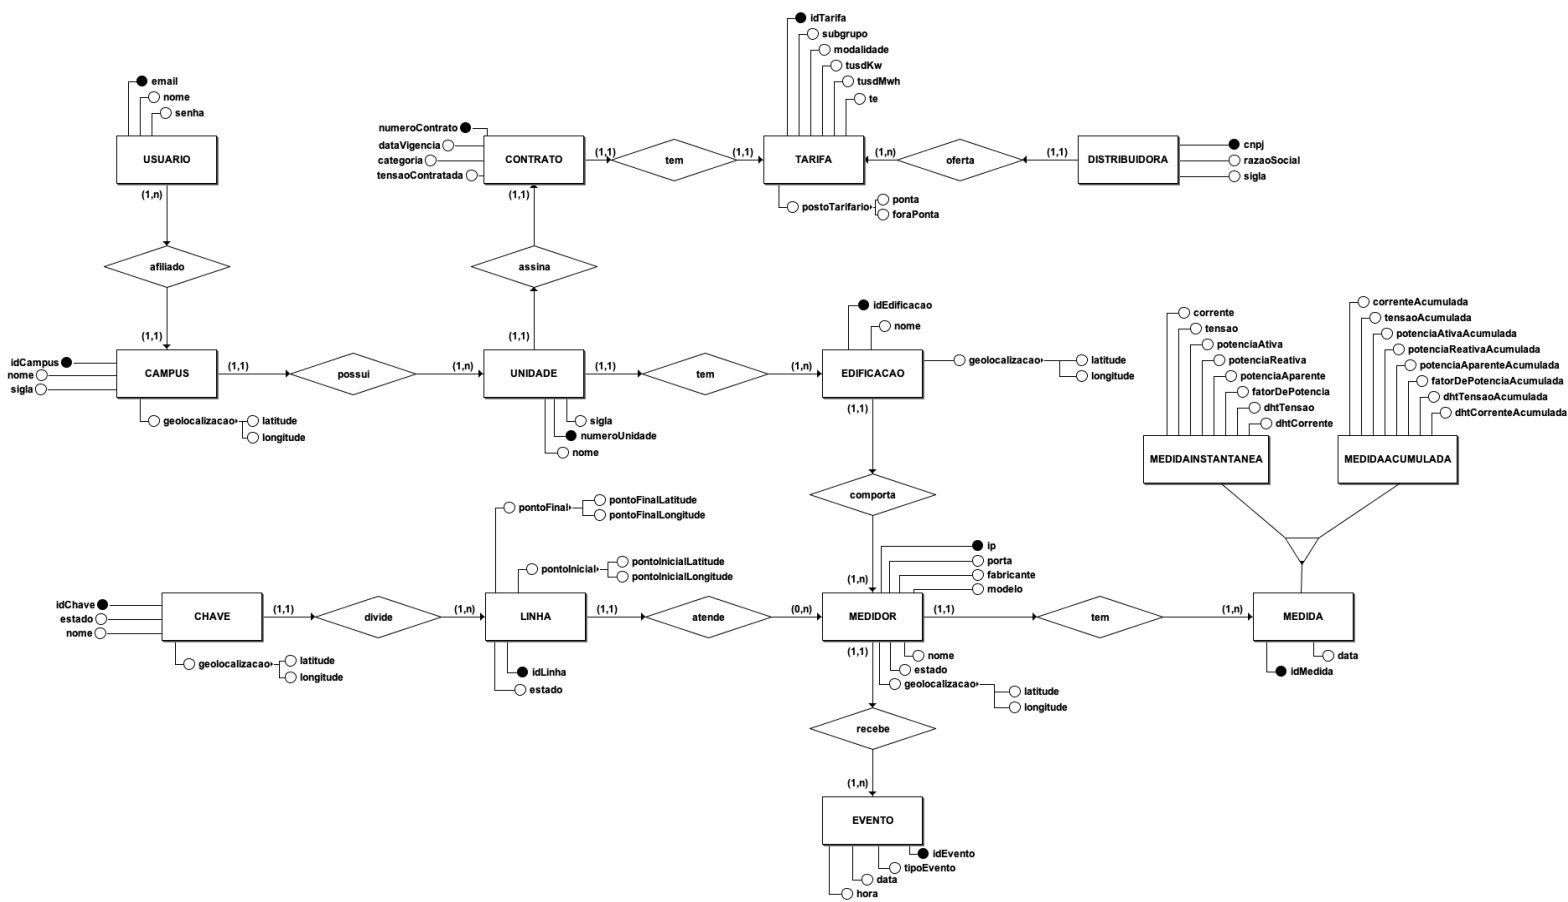 idTarifa
subgrupo
modalidade
tusdKw
tusdMwh
te
email
nome
senha
USUARIO
(1,n)
numeroContrato
dataVigencia
categoria
tensaoContratada
CONTRATO
(1,1)
(1,1)
tem
(1,1)
TARIFA
(1,n)
oferta
(1,1)
DISTRIBUIDORA
cnpj
razaoSocial
sigla
postoTarifario
ponta
foraPonta
afiliado
assina
(1,1)
(1,1)
idCampus
nome
sigla
CAMPUS
(1,1)
possui
(1,n)
UNIDADE
(1,1)
tem
(1,n)
EDIFICACAO
idEdificacao
nome
geolocalizacao
latitude
longitude
(1,1)
geolocalizacao
latitude
longitude
sigla
numeroUnidade
nome
corrente
tensao
potenciaAtiva
potenciaReativa
potenciaAparente
fatorDePotencia
dhtTensao
dhtCorrente
MEDIDAINSTANTANEA
correnteAcumulada
tensaoAcumulada
potenciaAtivaAcumulada
potenciaReativaAcumulada
potenciaAparenteAcumulada
fatorDePotenciaAcumulada
dhtTensaoAcumulada
dhtCorrenteAcumulada
MEDIDAACUMULADA
comporta
(1,n)
pontoFinal
pontoFinalLatitude
pontoFinalLongitude
pontoInicial
pontoInicialLatitude
pontoInicialLongitude
ip
porta
fabricante
modelo
idChave
estado
nome
CHAVE
(1,1)
divide
(1,n)
LINHA
(1,1)
atende
(0,n)
MEDIDOR
(1,1)
tem
(1,n)
MEDIDA
geolocalizacao
latitude
longitude
idLinha
estado
(1,1)
nome
estado
geolocalizacao
latitude
longitude
data
idMedida
recebe
(1,n)
EVENTO
idEvento
tipoEvento
data
hora